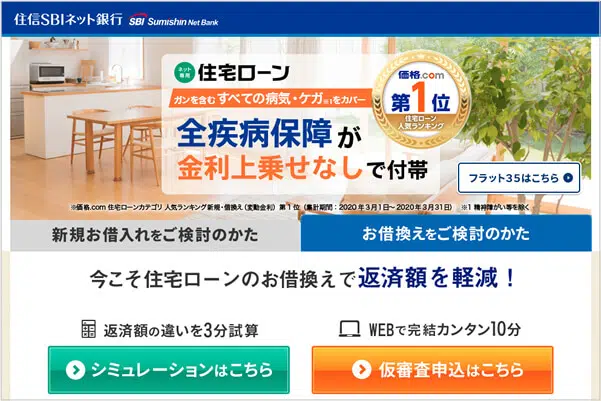 住信SBIネット銀行 SBI Sumishin Net Bank
ネット専用 住宅ローン
ガンを含むすべての病気・ケガ※1をカバー
全疾病保障が
金利上乗せなしで付帯
価格.com
第1位
住宅ローン
人気ランキング
フラット35はこちら
※価格.com 住宅ローンカテゴリ 人気ランキング新規・借換え(変動金利) 第1位(集計期間:2020年3月1日~2020年3月31日) ※1 精神障がい等を除く
新規お借入れをご検討のかた
お借換えをご検討のかた
今こそ住宅ローンのお借換えで返済額を軽減!
返済額の違いを3分試算
WEBで完結カンタン10分
シミュレーションはこちら
仮審査申込はこちら